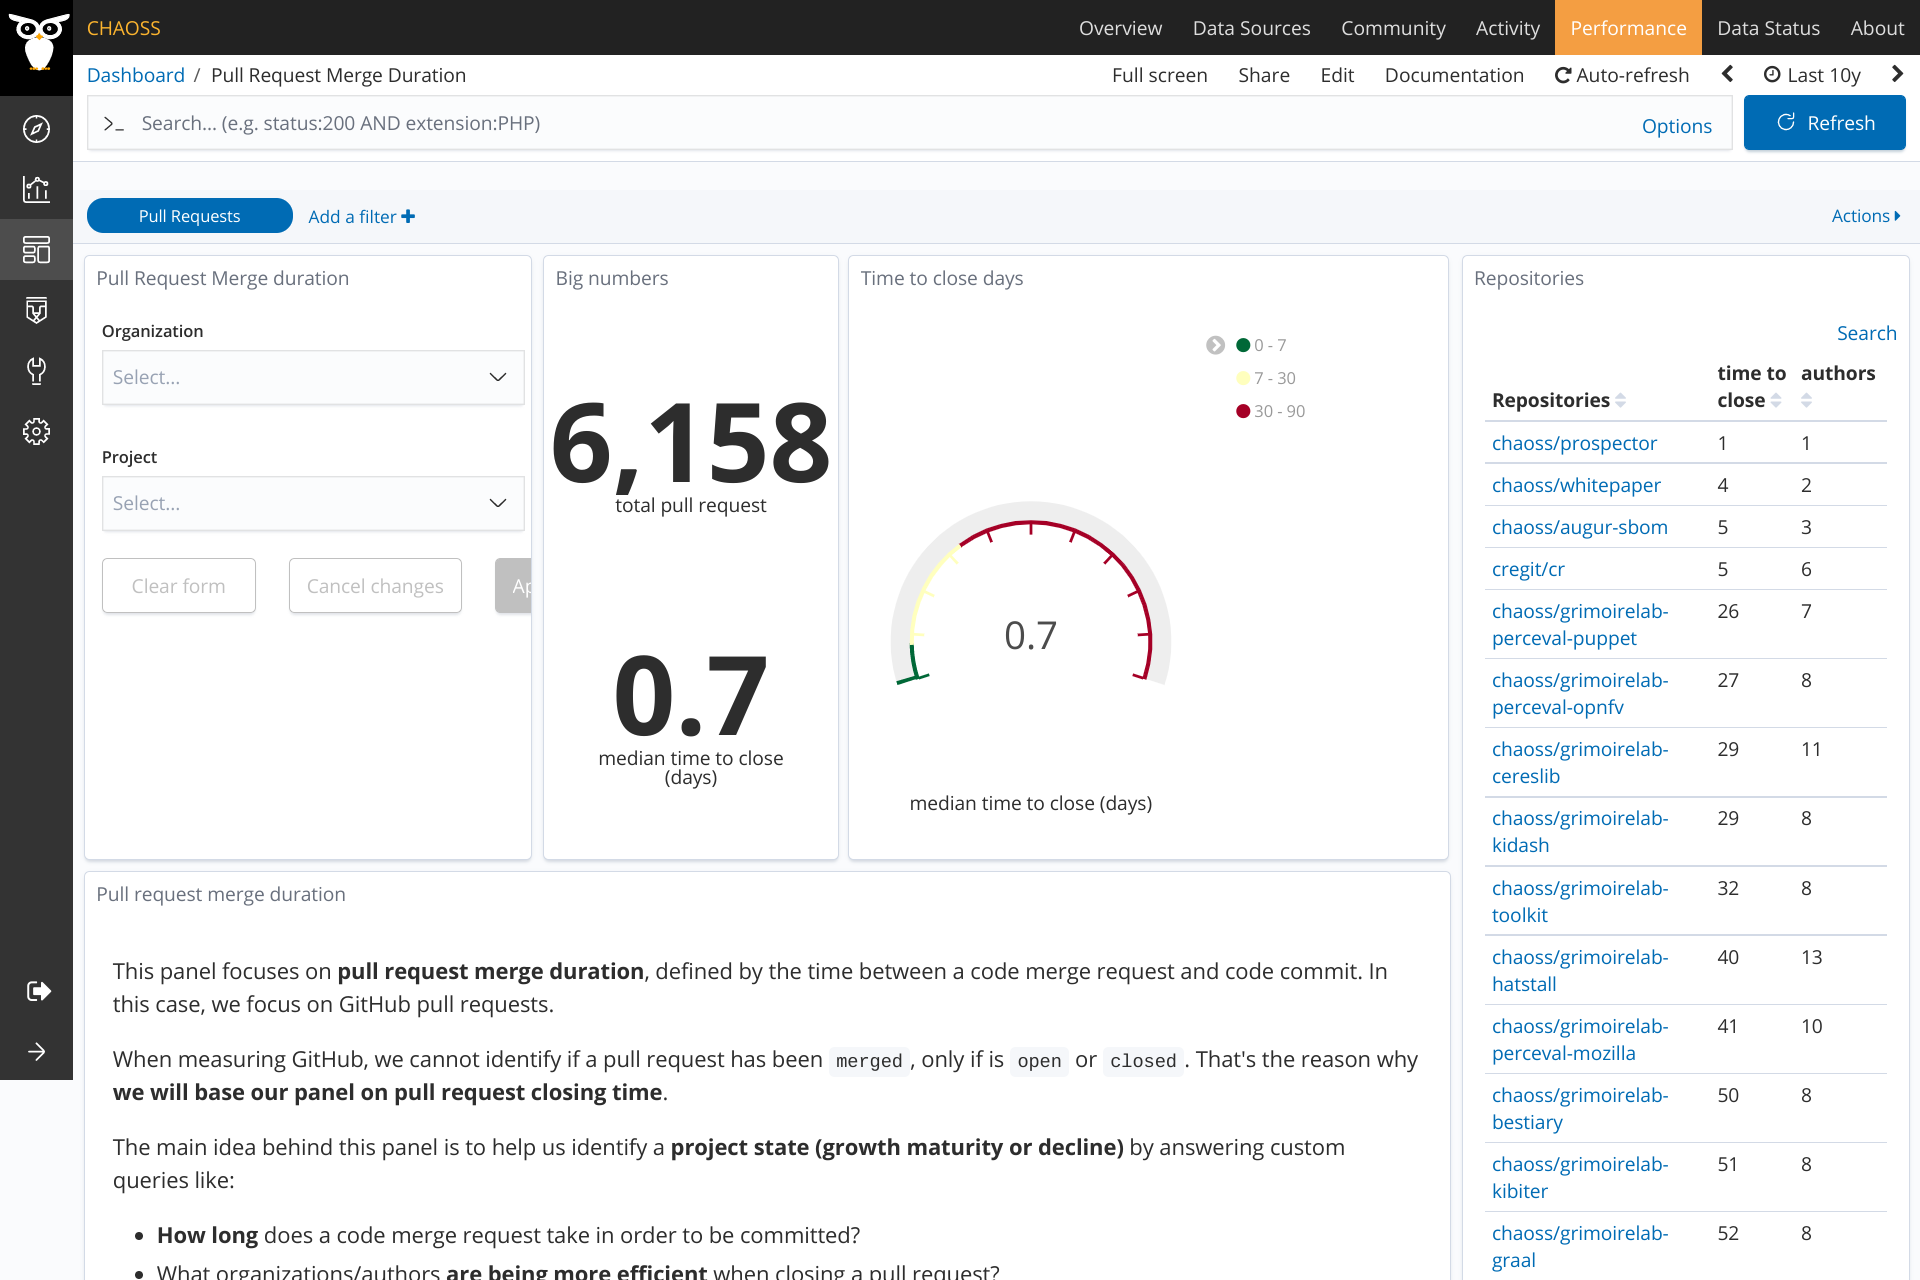 CHAOSS
Overview
Data Sources
Community
Activity
Performance
Data Status
About
Dashboard / Pull Request Merge Duration
Full screen
Share
Edit
Documentation
Auto-refresh
Last 10y
>_ Search... (e.g. status:200 AND extension:PHP)
Options
Refresh
Pull Requests
Add a filter
Actions
Pull Request Merge duration
Organization
Select...
Project
Select...
Clear form
Cancel changes
Big numbers
6,158
total pull request
0.7
median time to close
(days)
Time to close days
0 - 7
7 - 30
30 - 90
0.7
median time to close (days)
Repositories
Search
Repositories
time to
close
authors
chaoss/prospector 1 1
chaoss/whitepaper 4 2
chaoss/augur-sbom 5 3
cregit/cr 5 6
chaoss/grimoirelab- 26 7
perceval-puppet
chaoss/grimoirelab- 27 8
perceval-opnfv
chaoss/grimoirelab- 29 11
cereslib
chaoss/grimoirelab- 29 8
kidash
chaoss/grimoirelab- 32 8
toolkit
chaoss/grimoirelab- 40 13
hatstall
chaoss/grimoirelab- 41 10
perceval-mozilla
chaoss/grimoirelab- 50 8
bestiary
chaoss/grimoirelab- 51 8
kibiter
chaoss/grimoirelab- 52 8
graal
Pull request merge duration
This panel focuses on pull request merge duration, defined by the time between a code merge request and code commit. In
this case, we focus on GitHub pull requests.
When measuring GitHub, we cannot identify if a pull request has been merged, only if is open or closed. That's the reason why
we will base our panel on pull request closing time.
The main idea behind this panel is to help us identify a project state (growth maturity or decline) by answering custom
queries like:
• How long does a code merge request take in order to be committed?
• What organizations/authors are being more efficient when closing a pull request?